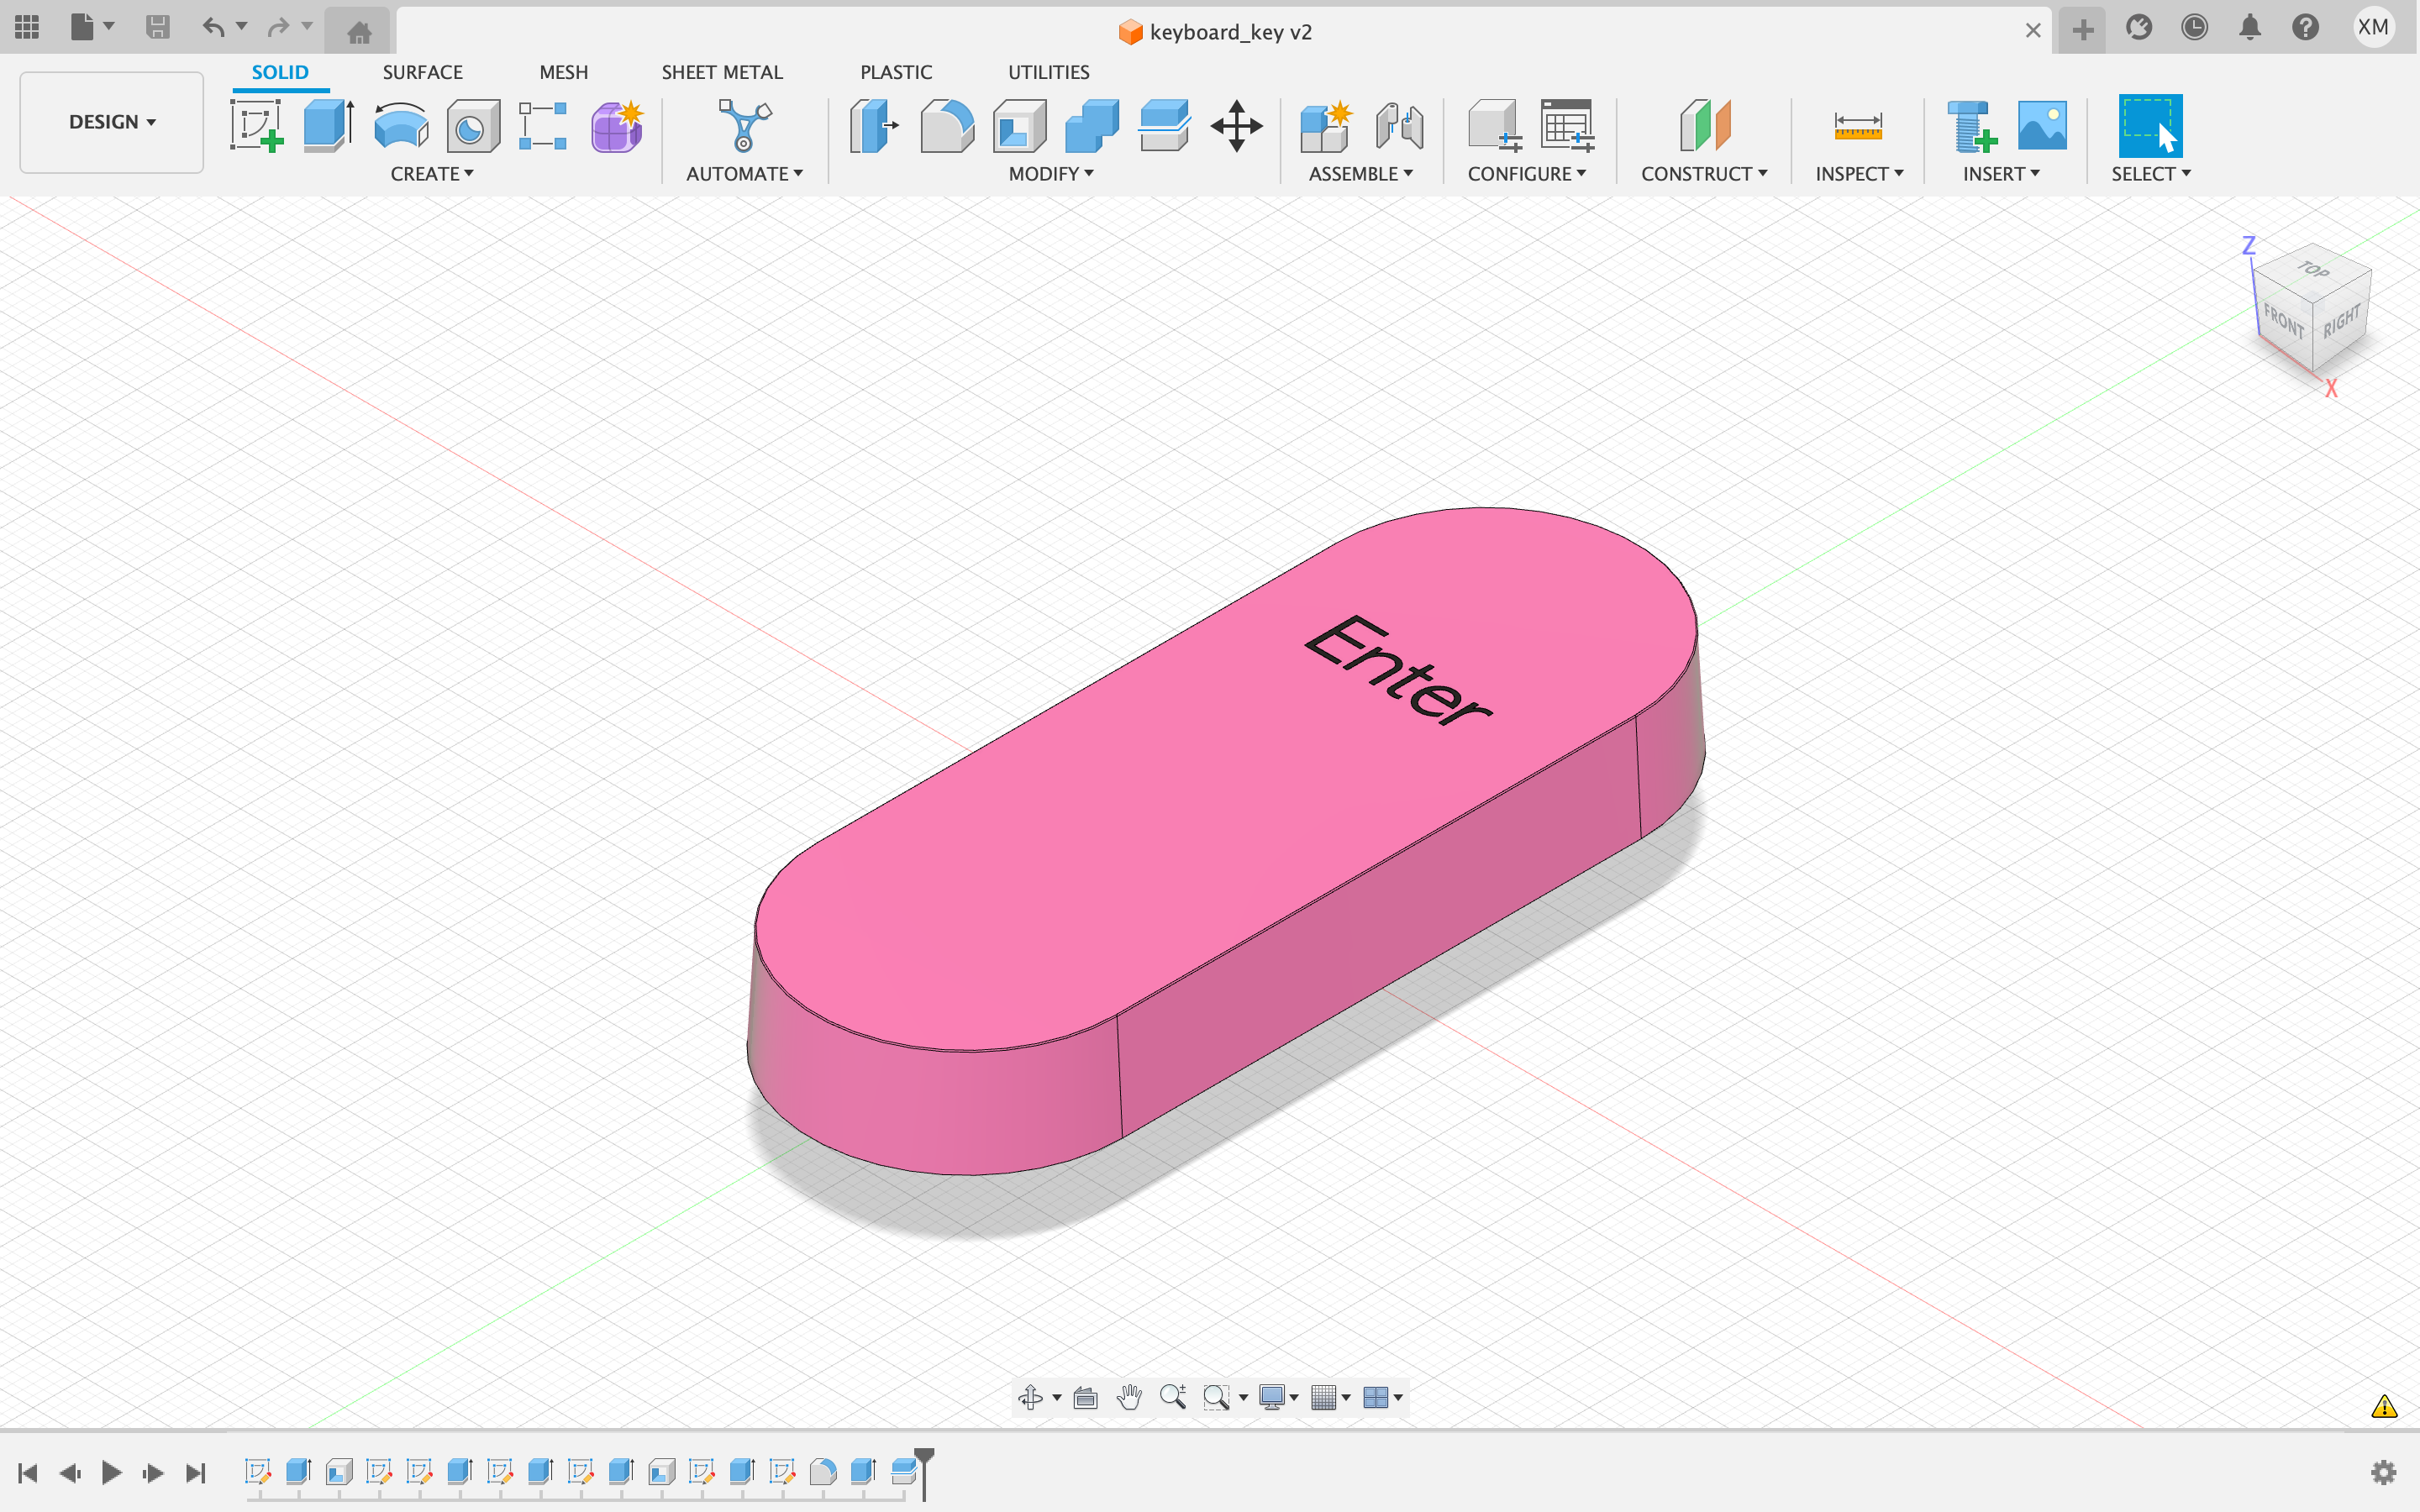 keyboard_key v2
XM
SOLID SURFACE MESH SHEET METAL PLASTIC UTILITIES
DESIGN
CREATE AUTOMATE MODIFY ASSEMBLE CONFIGURE CONSTRUCT INSPECT INSERT SELECT
Z
TOP
FRONT RIGHT
X
Enter